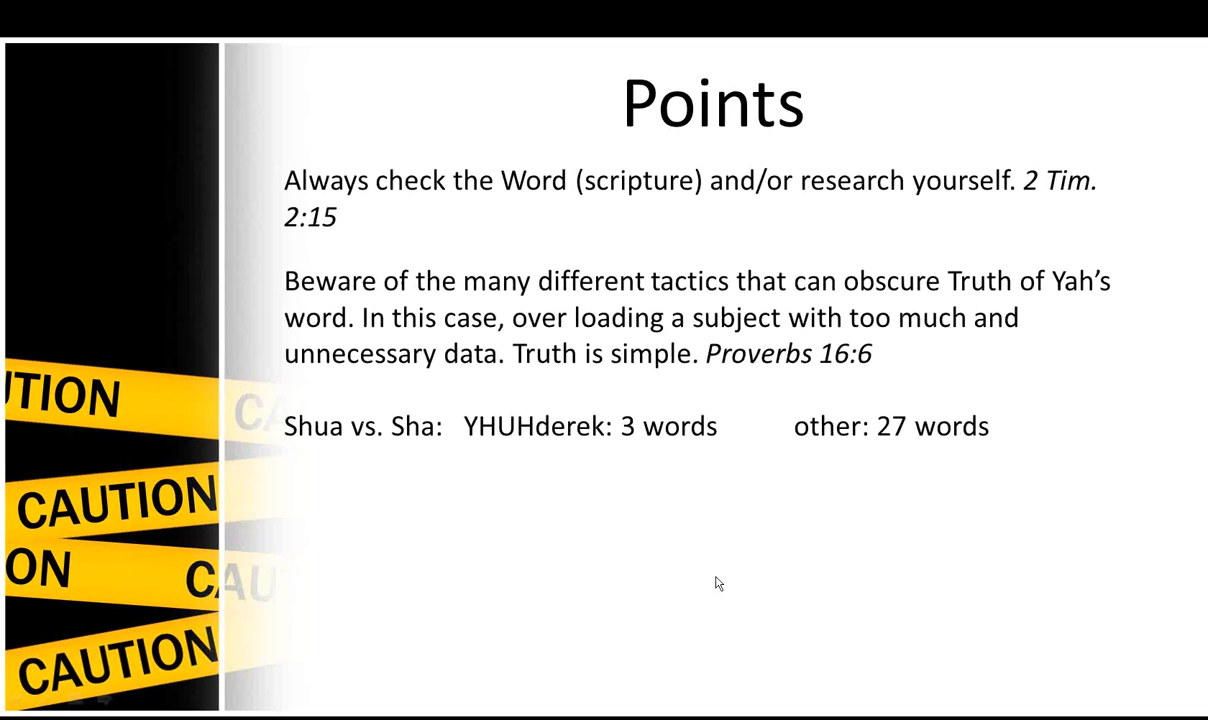 Points
Always check the Word (scripture) and/or research yourself. 2 Tim.
2:15
Beware of the many different tactics that can obscure Truth of Yah’s
word. In this case, over loading a subject with too much and
unnecessary data. Truth is simple. Proverbs 16:6
Shua vs. Sha: YHUHderek: 3 words other: 27 words
UTION CA
CAUTION
ON CAU
CAUTION